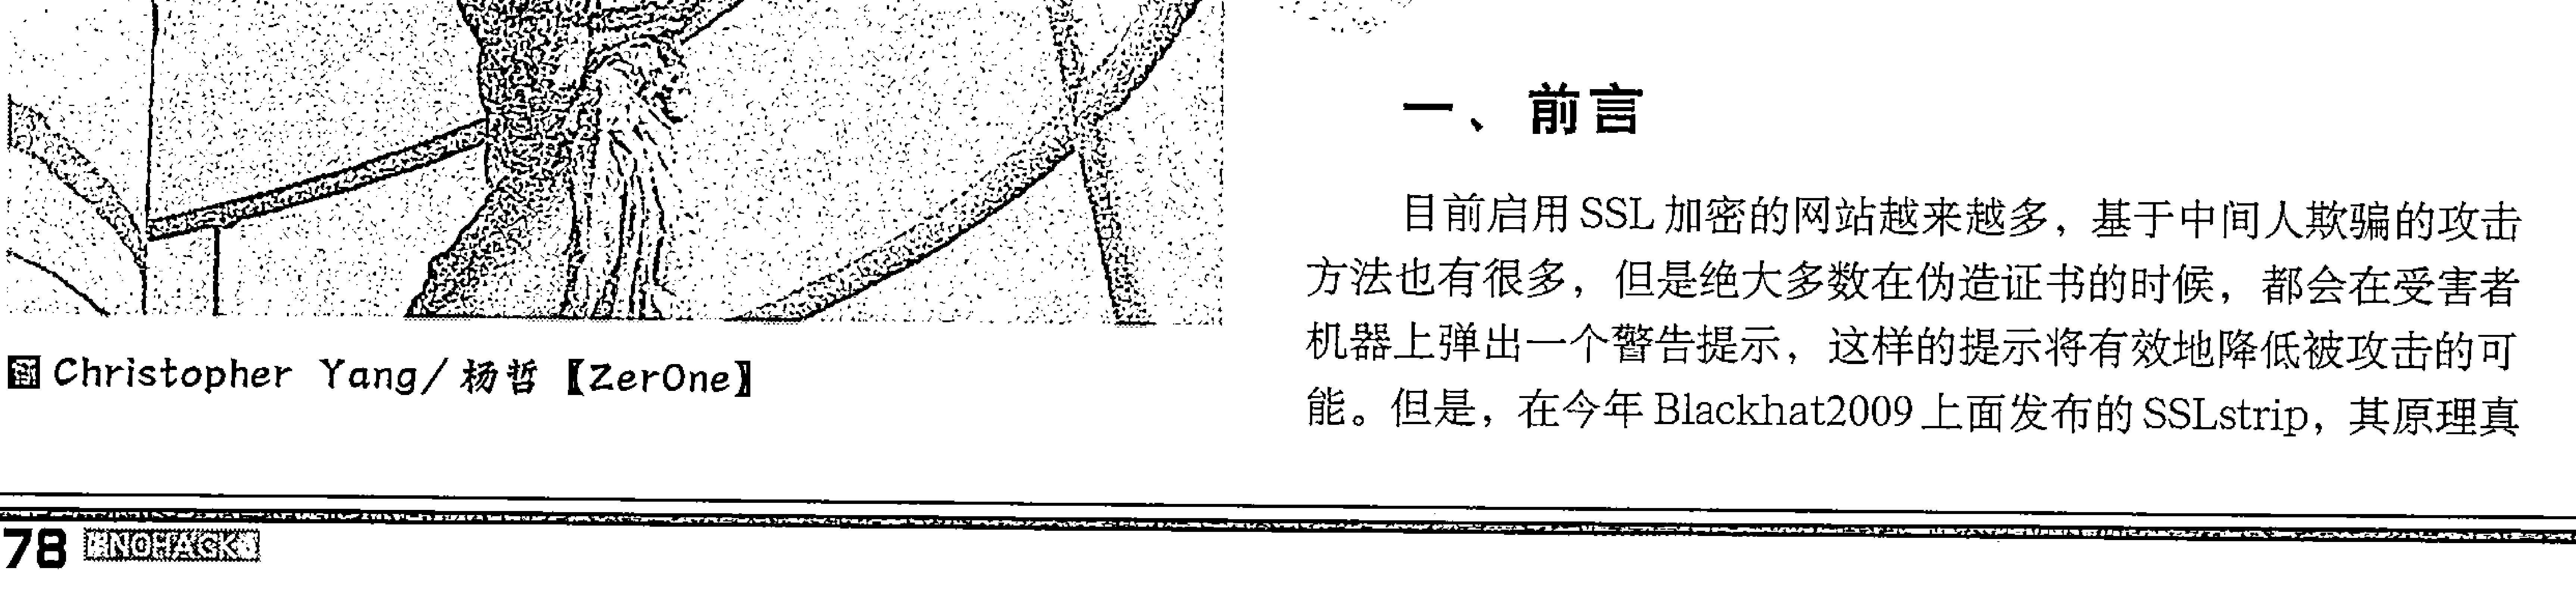 一、前言
目前启用SSL加密的网站越来越多，基于中间人欺骗的攻击
方法也有很多，但是绝大多数在伪造证书的时候，都会在受害者
机器上弹出一个警告提示，这样的提示将有效地降低被攻击的可
能。但是，在今年Blackhat2009上面发布的SSLstrip，其原理真
Christopher Yang/杨哲【ZerOne】
78 NOHACK